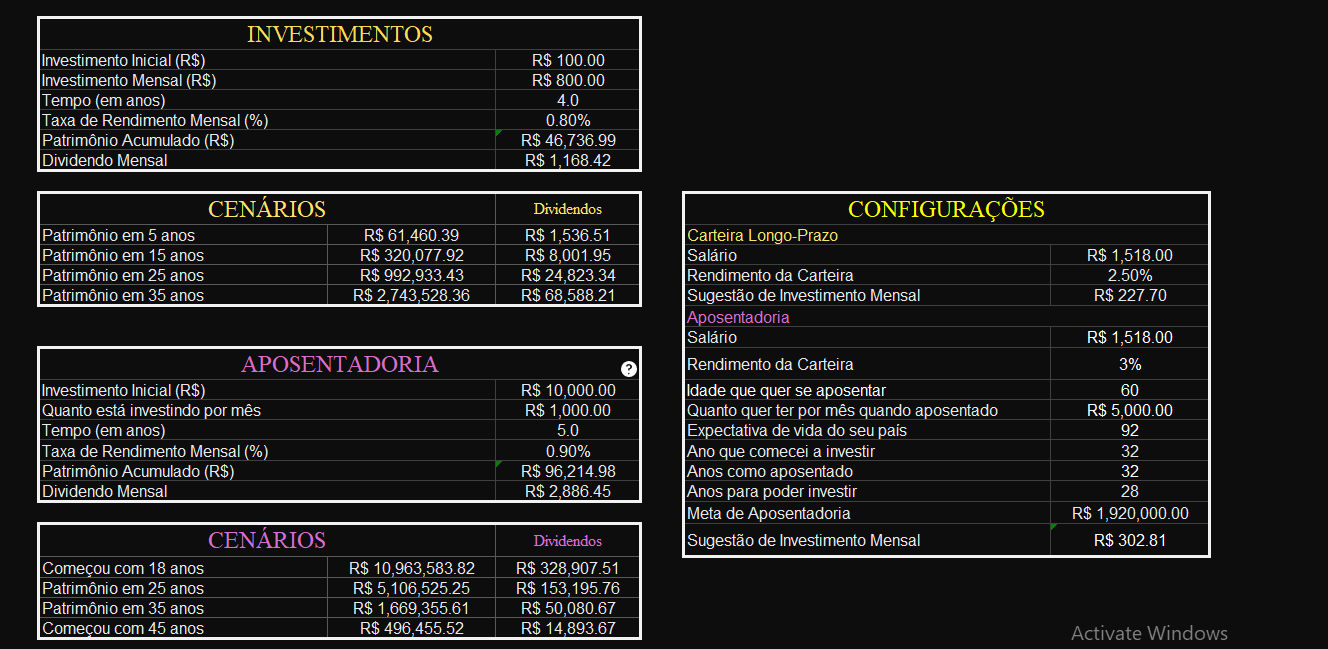 INVESTIMENTOS
Investimento Inicial (R$) R$ 100.00
Investimento Mensal (R$) R$ 800.00
Tempo (em anos) 4.0
Taxa de Rendimento Mensal (%) 0.80%
Patrimônio Acumulado (R$) R$ 46,736.99
Dividendo Mensal R$ 1,168.42
CENÁRIOS Dividendos
Patrimônio em 5 anos R$ 61,460.39 R$ 1,536.51
Patrimônio em 15 anos R$ 320,077.92 R$ 8,001.95
Patrimônio em 25 anos R$ 992,933.43 R$ 24,823.34
Patrimônio em 35 anos R$ 2,743,528.36 R$ 68,588.21
APOSENTADORIA ?
Investimento Inicial (R$) R$ 10,000.00
Quanto está investindo por mês R$ 1,000.00
Tempo (em anos) 5.0
Taxa de Rendimento Mensal (%) 0.90%
Patrimônio Acumulado (R$) R$ 96,214.98
Dividendo Mensal R$ 2,886.45
CENÁRIOS Dividendos
Começou com 18 anos R$ 10,963,583.82 R$ 328,907.51
Patrimônio em 25 anos R$ 5,106,525.25 R$ 153,195.76
Patrimônio em 35 anos R$ 1,669,355.61 R$ 50,080.67
Começou com 45 anos R$ 496,455.52 R$ 14,893.67
CONFIGURAÇÕES
Carteira Longo-Prazo
Salário R$ 1,518.00
Rendimento da Carteira 2.50%
Sugestão de Investimento Mensal R$ 227.70
Aposentadoria
Salário R$ 1,518.00
Rendimento da Carteira 3%
Idade que quer se aposentar 60
Quanto quer ter por mês quando aposentado R$ 5,000.00
Expectativa de vida do seu país 92
Ano que comecei a investir 32
Anos como aposentado 32
Anos para poder investir 28
Meta de Aposentadoria R$ 1,920,000.00
Sugestão de Investimento Mensal R$ 302.81
Activate Windows